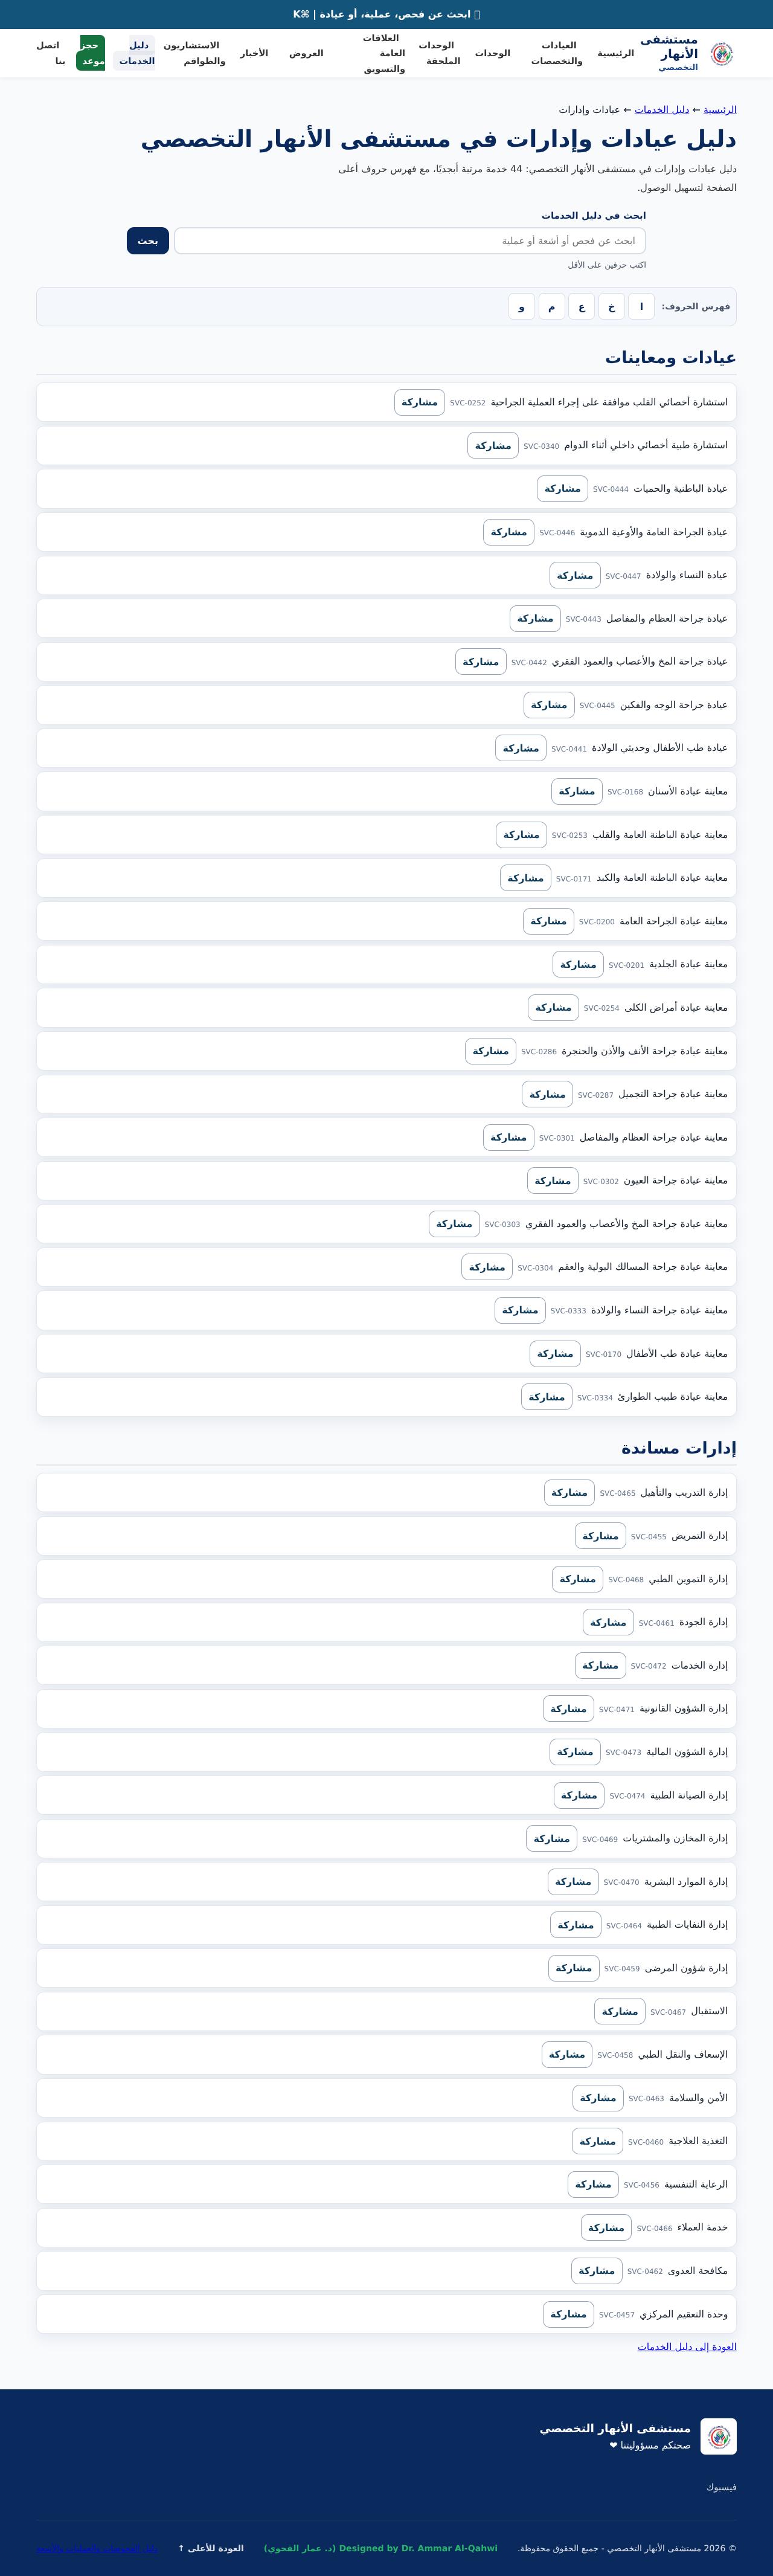 ابحث عن فحص، عملية، أو عيادة | ⌘K
مستشفى
الأنهار
التخصصي
الرئيسية
العيادات
والتخصصات
الوحدات
الوحدات
الملحقة
العلاقات
العامة
والتسويق
العروض
الأخبار
الاستشاريون
والطواقم
دليل
الخدمات
حجز
موعد
اتصل
بنا
الرئيسية ← دليل الخدمات ← عيادات وإدارات
دليل عيادات وإدارات في مستشفى الأنهار التخصصي
دليل عيادات وإدارات في مستشفى الأنهار التخصصي: 44 خدمة مرتبة أبجديًا، مع فهرس حروف أعلى
الصفحة لتسهيل الوصول.
ابحث في دليل الخدمات
ابحث عن فحص أو أشعة أو عملية
بحث
اكتب حرفين على الأقل
فهرس الحروف: ا خ ع م و
عيادات ومعاينات
استشارة أخصائي القلب موافقة على إجراء العملية الجراحية SVC-0252 مشاركة
استشارة طبية أخصائي داخلي أثناء الدوام SVC-0340 مشاركة
عيادة الباطنية والحميات SVC-0444 مشاركة
عيادة الجراحة العامة والأوعية الدموية SVC-0446 مشاركة
عيادة النساء والولادة SVC-0447 مشاركة
عيادة جراحة العظام والمفاصل SVC-0443 مشاركة
عيادة جراحة المخ والأعصاب والعمود الفقري SVC-0442 مشاركة
عيادة جراحة الوجه والفكين SVC-0445 مشاركة
عيادة طب الأطفال وحديثي الولادة SVC-0441 مشاركة
معاينة عيادة الأسنان SVC-0168 مشاركة
معاينة عيادة الباطنة العامة والقلب SVC-0253 مشاركة
معاينة عيادة الباطنة العامة والكبد SVC-0171 مشاركة
معاينة عيادة الجراحة العامة SVC-0200 مشاركة
معاينة عيادة الجلدية SVC-0201 مشاركة
معاينة عيادة أمراض الكلى SVC-0254 مشاركة
معاينة عيادة جراحة الأنف والأذن والحنجرة SVC-0286 مشاركة
معاينة عيادة جراحة التجميل SVC-0287 مشاركة
معاينة عيادة جراحة العظام والمفاصل SVC-0301 مشاركة
معاينة عيادة جراحة العيون SVC-0302 مشاركة
معاينة عيادة جراحة المخ والأعصاب والعمود الفقري SVC-0303 مشاركة
معاينة عيادة جراحة المسالك البولية والعقم SVC-0304 مشاركة
معاينة عيادة جراحة النساء والولادة SVC-0333 مشاركة
معاينة عيادة طب الأطفال SVC-0170 مشاركة
معاينة عيادة طبيب الطوارئ SVC-0334 مشاركة
إدارات مساندة
إدارة التدريب والتأهيل SVC-0465 مشاركة
إدارة التمريض SVC-0455 مشاركة
إدارة التموين الطبي SVC-0468 مشاركة
إدارة الجودة SVC-0461 مشاركة
إدارة الخدمات SVC-0472 مشاركة
إدارة الشؤون القانونية SVC-0471 مشاركة
إدارة الشؤون المالية SVC-0473 مشاركة
إدارة الصيانة الطبية SVC-0474 مشاركة
إدارة المخازن والمشتريات SVC-0469 مشاركة
إدارة الموارد البشرية SVC-0470 مشاركة
إدارة النفايات الطبية SVC-0464 مشاركة
إدارة شؤون المرضى SVC-0459 مشاركة
الاستقبال SVC-0467 مشاركة
الإسعاف والنقل الطبي SVC-0458 مشاركة
الأمن والسلامة SVC-0463 مشاركة
التغذية العلاجية SVC-0460 مشاركة
الرعاية التنفسية SVC-0456 مشاركة
خدمة العملاء SVC-0466 مشاركة
مكافحة العدوى SVC-0462 مشاركة
وحدة التعقيم المركزي SVC-0457 مشاركة
العودة إلى دليل الخدمات
مستشفى الأنهار التخصصي
صحتكم مسؤوليتنا ❤
فيسبوك
© 2026 مستشفى الأنهار التخصصي - جميع الحقوق محفوظة.
Designed by Dr. Ammar Al-Qahwi (د. عمار القحوي)
العودة للأعلى ↑